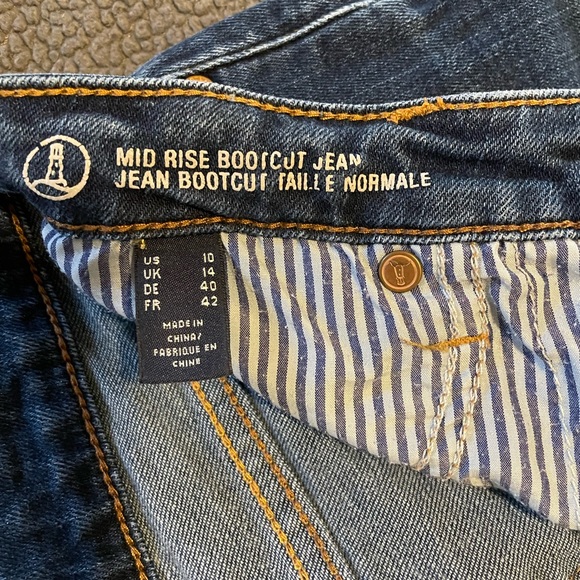 MID RISE BOOTCUT JEAN
JEAN BOOTCUT TAILLE NORMALE
US 10
UK 14
DE 40
FR 42
MADE IN
CHINA/
FABRIQUE EN
CHINE